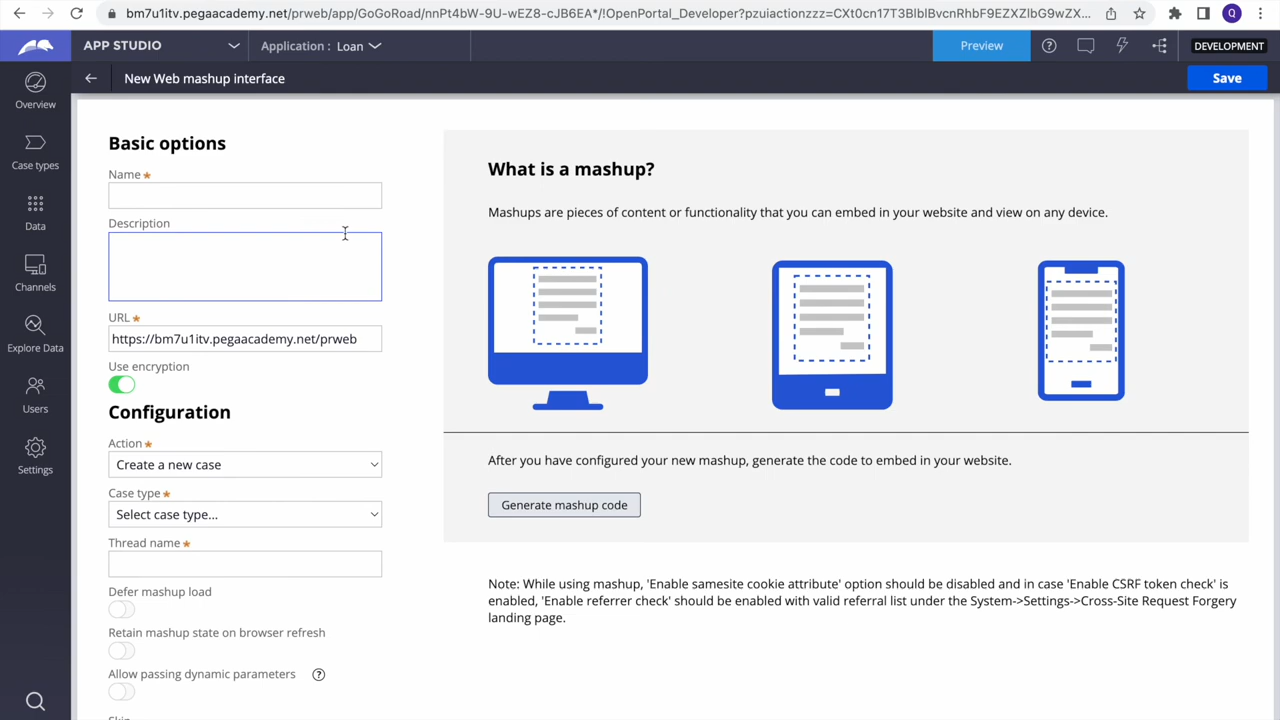 bm7u1itv.pegaacademy.net/prweb/app/GoGoRoad/nnPt4bW-9U-wEZ8-cJB6EA*/!OpenPortal_Developer?pzuiactionzzz=CXt0cn17T3BlblBvcnRhbF9EZXZlbG9wZX...
Q
APP STUDIO
Application : Loan
Preview
DEVELOPMENT
New Web mashup interface
Save
Overview
Case types
Data
Channels
Explore Data
Users
Settings
Basic options
Name★
Description
URL★
https://bm7u1itv.pegaacademy.net/prweb
Use encryption
Configuration
Action★
Create a new case
Case type★
Select case type...
Thread name★
Defer mashup load
Retain mashup state on browser refresh
Allow passing dynamic parameters ?
Skip
What is a mashup?
Mashups are pieces of content or functionality that you can embed in your website and view on any device.
After you have configured your new mashup, generate the code to embed in your website.
Generate mashup code
Note: While using mashup, 'Enable samesite cookie attribute' option should be disabled and in case 'Enable CSRF token check' is
enabled, 'Enable referrer check' should be enabled with valid referral list under the System->Settings->Cross-Site Request Forgery
landing page.